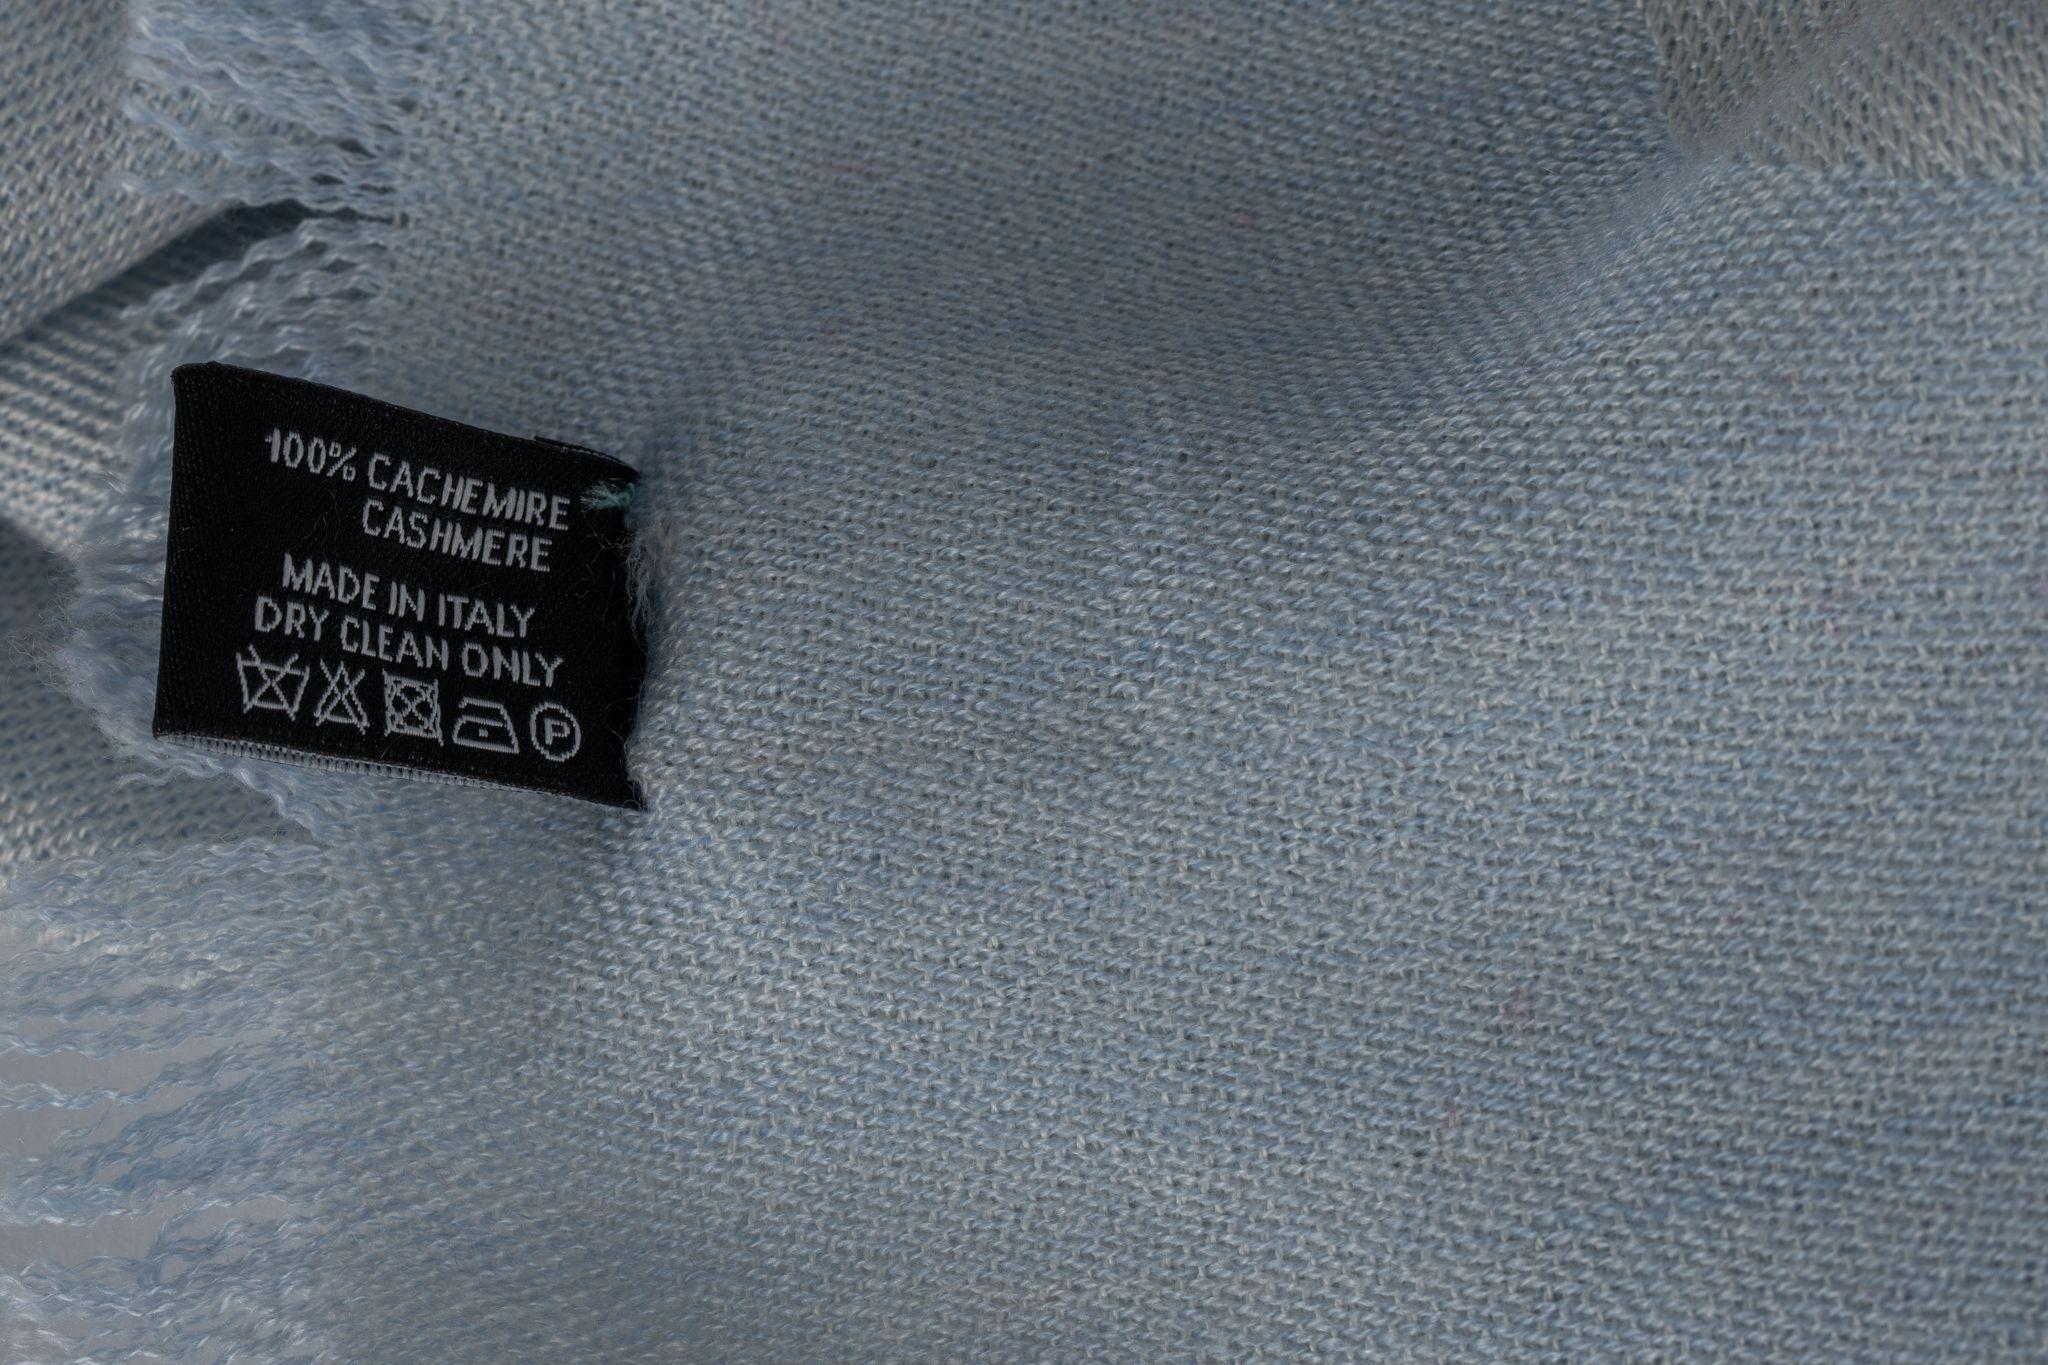 100% CACHEMIRE
CASHMERE
MADE IN ITALY
DRY CLEAN ONLY
P